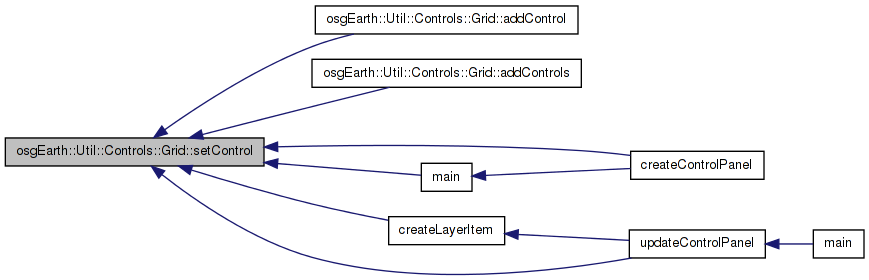 osgEarth::Util::Controls::Grid::addControl
osgEarth::Util::Controls::Grid::addControls
osgEarth::Util::Controls::Grid::setControl
createControlPanel
main
createLayerItem
updateControlPanel
main